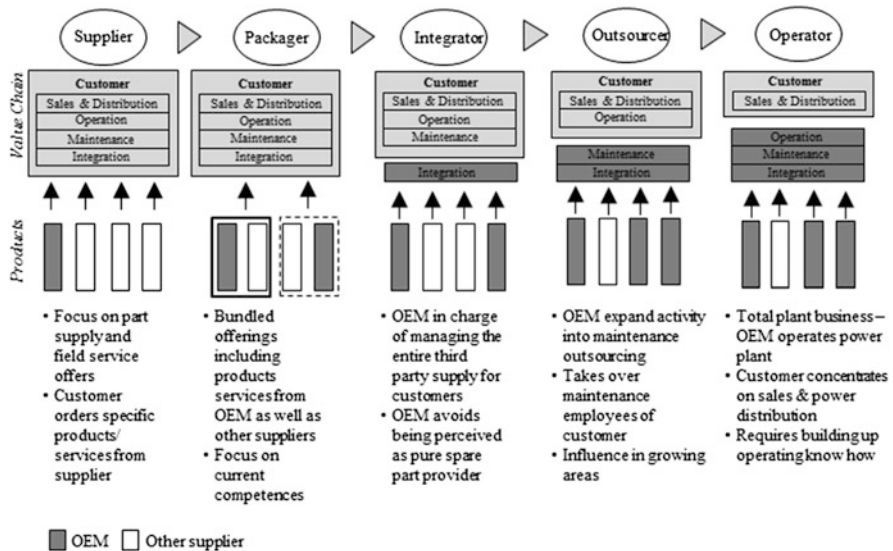 Supplier
Packager
Integrator
Outsourcer
Operator
Value Chain
Customer
Sales & Distribution
Operation
Maintenance
Integration
Customer
Sales & Distribution
Operation
Maintenance
Integration
Customer
Sales & Distribution
Operation
Maintenance
Integration
Customer
Sales & Distribution
Operation
Maintenance
Integration
Customer
Sales & Distribution
Operation
Maintenance
Integration
Products
• Focus on part
supply and
field service
offers
• Customer
orders specific
products/
services from
supplier
• Bundled
offerings
including
products
services from
OEM as well as
other suppliers
• Focus on
current
competences
• OEM in charge
of managing the
entire third
party supply for
customers
• OEM avoids
being perceived
as pure spare
part provider
• OEM expand activity
into maintenance
outsourcing
• Takes over
maintenance
employees of
customer
• Influence in growing
areas
• Total plant business–
OEM operates power
plant
• Customer concentrates
on sales & power
distribution
• Requires building up
operating know how
OEM
Other supplier